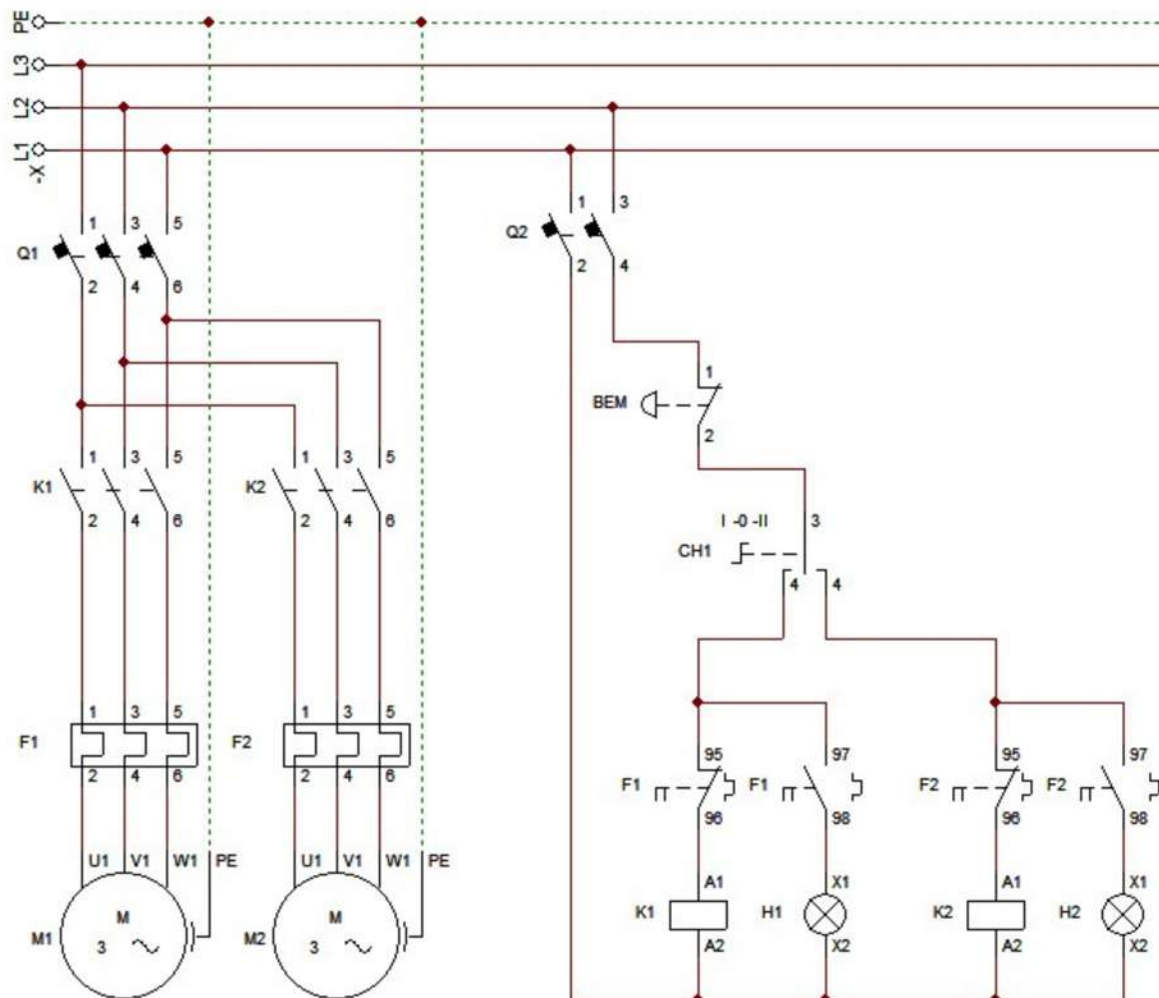 PE
L3
L2
L1
-X
1 3 5
Q1
2 4 6
1 3
Q2
2 4
1
BEM
2
1 3 5
K1
2 4 6
1 3 5
K2
2 4 6
I -0 -II 3
CH1
4 4
1 3 5
F1
2 4 6
1 3 5
F2
2 4 6
95 97
F1 F1
96 98
95 97
F2 F2
96 98
U1 V1 W1 PE
M
M1 3
U1 V1 W1 PE
M
M2 3
A1 X1
K1 H1
A2 X2
A1 X1
K2 H2
A2 X2